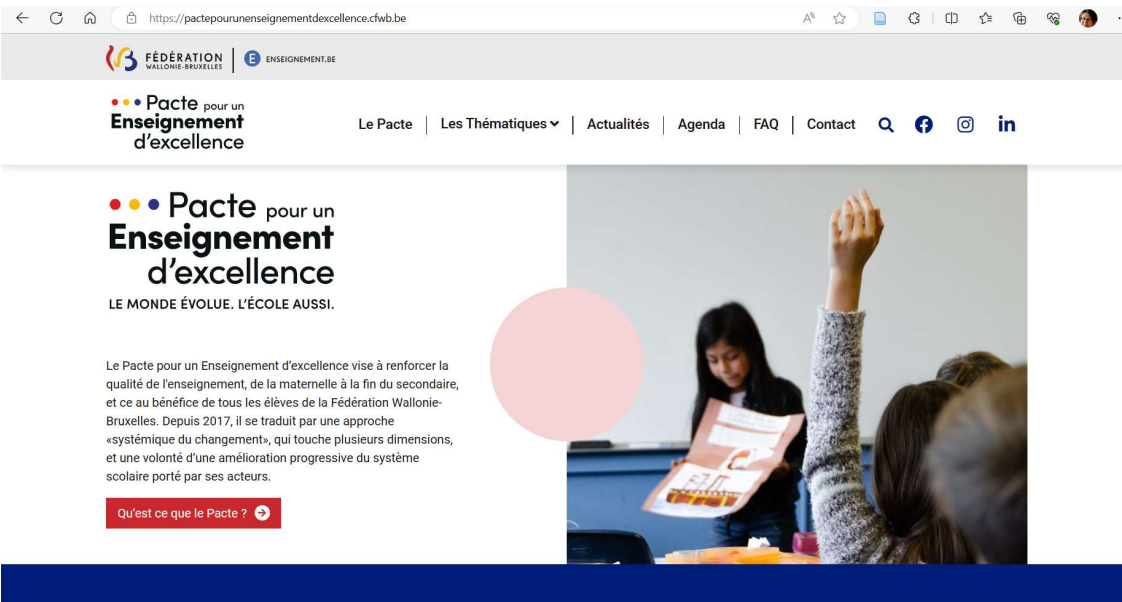 https://pactepourunenseignementdexcellence.cfwb.be
FÉDÉRATION
WALLONIE-BRUXELLES
E ENSEIGNEMENT.BE
Pacte pour un
Enseignement
d'excellence
Le Pacte | Les Thématiques | Actualités | Agenda | FAQ | Contact
Pacte pour un
Enseignement
d'excellence
LE MONDE ÉVOLUE. L'ÉCOLE AUSSI.
Le Pacte pour un Enseignement d'excellence vise à renforcer la
qualité de l'enseignement, de la maternelle à la fin du secondaire,
et ce au bénéfice de tous les élèves de la Fédération Wallonie-
Bruxelles. Depuis 2017, il se traduit par une approche
«systémique du changement», qui touche plusieurs dimensions,
et une volonté d'une amélioration progressive du système
scolaire porté par ses acteurs.
Qu'est ce que le Pacte ?